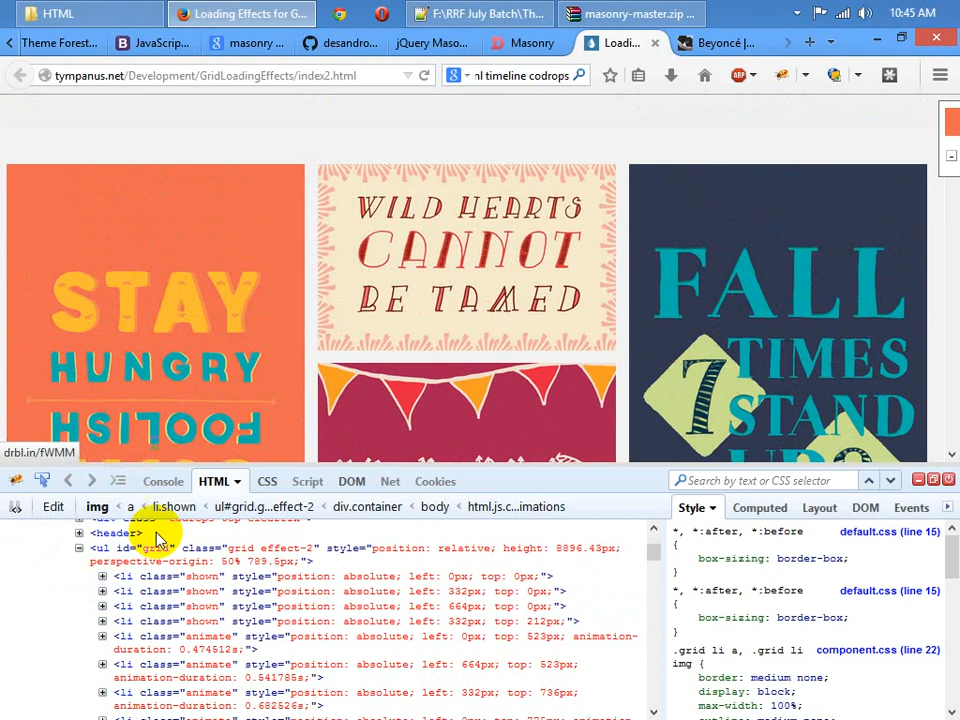 HTML
Loading Effects for G...
F:\RRF July Batch\Th...
masonry-master.zip ...
10:45 AM
Theme Forest...
JavaScrip...
masonry ...
desandro...
jQuery Maso...
Masonry
Loadi...
Beyoncé |...
tympanus.net/Development/GridLoadingEffects/index2.html
nl timeline codrops
ABP
STAY
HUNGRY
FOOLISH
WILD HEARTS
CANNOT
BE TAMED
FALL
7 TIMES
STAND
UP 8
drbl.in/fWMM
Console
HTML
CSS
Script
DOM
Net
Cookies
Search by text or CSS selector
Edit
img < a < li.shown < ul#grid.g...effect-2 < div.container < body < html.js.c...imations
Style
Computed
Layout
DOM
Events
<header>
<ul id="grid" class="grid effect-2" style="position: relative; height: 8896.43px;
perspective-origin: 50% 789.5px;">
<li class="shown" style="position: absolute; left: 0px; top: 0px;">
<li class="shown" style="position: absolute; left: 332px; top: 0px;">
<li class="shown" style="position: absolute; left: 664px; top: 0px;">
<li class="shown" style="position: absolute; left: 332px; top: 212px;">
<li class="animate" style="position: absolute; left: 0px; top: 523px; animation-
duration: 0.474512s;">
<li class="animate" style="position: absolute; left: 664px; top: 523px;
animation-duration: 0.541785s;">
<li class="animate" style="position: absolute; left: 332px; top: 736px;
animation-duration: 0.682526s;">
*, *:after, *:before default.css (line 15)
{
box-sizing: border-box;
}
*, *:after, *:before default.css (line 15)
{
box-sizing: border-box;
}
.grid li a, .grid li component.css (line 22)
img {
border: medium none;
display: block;
max-width: 100%;